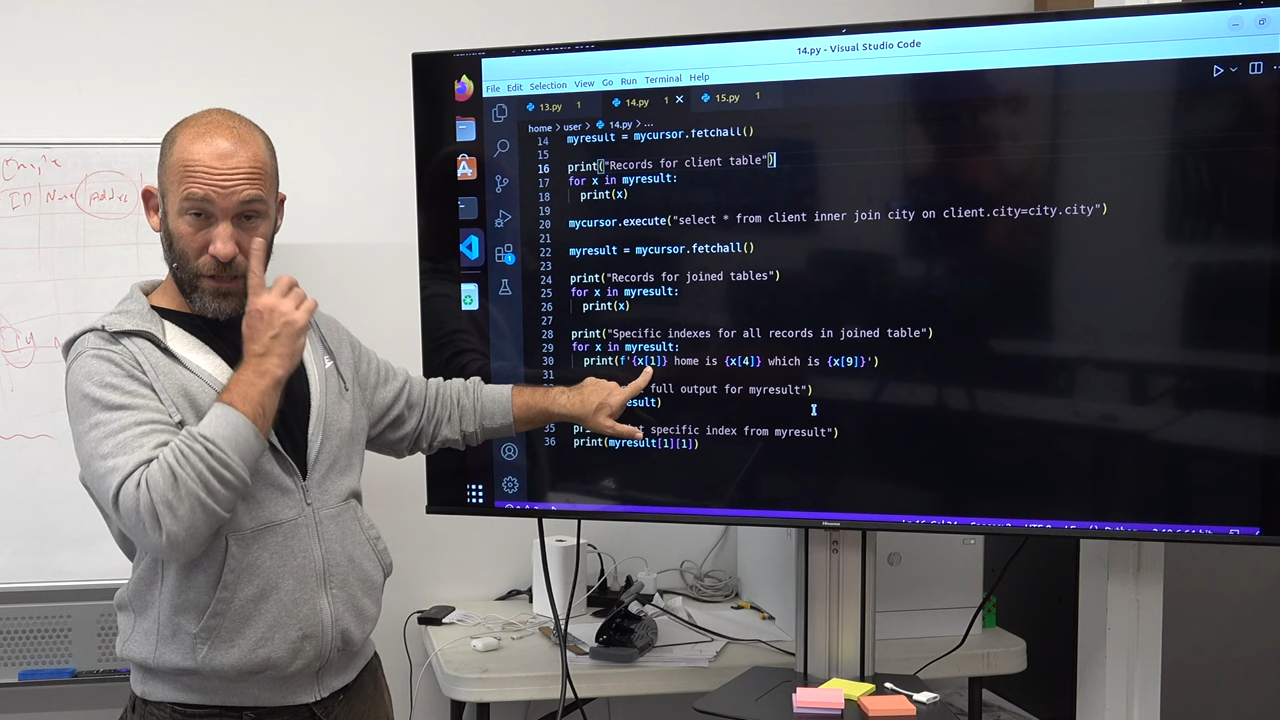 14.py - Visual Studio Code
File Edit Selection View Go Run Terminal Help
13.py 1 14.py 1 15.py 1
home > user > 14.py > ...
14 myresult = mycursor.fetchall()
15
16 print("Records for client table")
17 for x in myresult:
18 print(x)
19
20 mycursor.execute("select * from client inner join city on client.city=city.city")
21
22 myresult = mycursor.fetchall()
23
24 print("Records for joined tables")
25 for x in myresult:
26 print(x)
27
28 print("Specific indexes for all records in joined table")
29 for x in myresult:
30 print(f'{x[1]} home is {x[4]} which is {x[9]}')
31
full output for myresult")
35 specific index from myresult")
36 print(myresult[1][1])
Hisense
ID